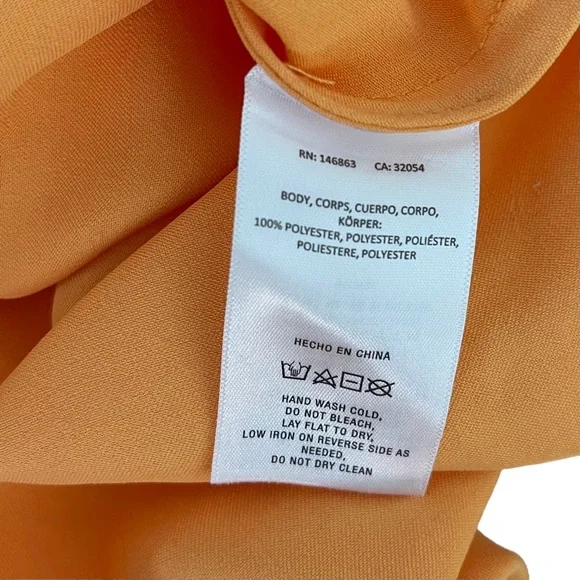 RN: 146863 CA: 32054
BODY, CORPS, CUERPO, CORPO,
KÖRPER:
100% POLYESTER, POLYESTER, POLIÉSTER,
POLIESTERE, POLYESTER
HECHO EN CHINA
HAND WASH COLD,
DO NOT BLEACH,
LAY FLAT TO DRY,
LOW IRON ON REVERSE SIDE AS
NEEDED,
DO NOT DRY CLEAN